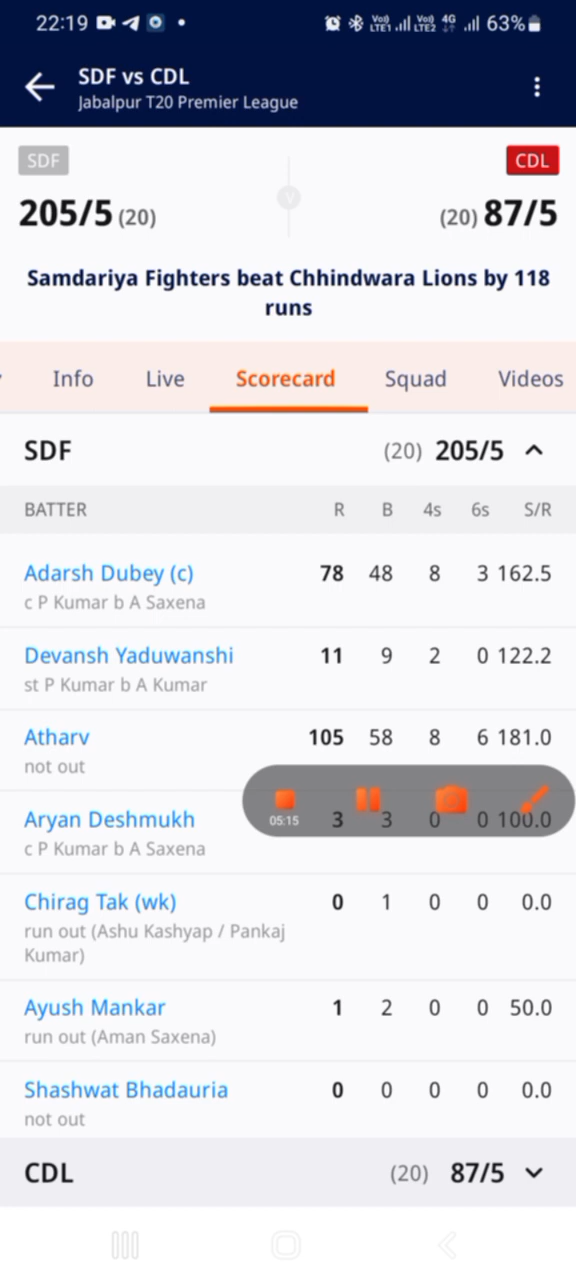 22:19 Vo)) LTE1 Vo)) LTE2 4G 63%
SDF vs CDL
Jabalpur T20 Premier League
SDF V CDL
205/5 (20) (20) 87/5
Samdariya Fighters beat Chhindwara Lions by 118
runs
Info Live Scorecard Squad Videos
SDF (20) 205/5
BATTER R B 4s 6s S/R
Adarsh Dubey (c) 78 48 8 3 162.5
c P Kumar b A Saxena
Devansh Yaduwanshi 11 9 2 0 122.2
st P Kumar b A Kumar
Atharv 105 58 8 6 181.0
not out
Aryan Deshmukh 05:15 3 3 0 0 100.0
c P Kumar b A Saxena
Chirag Tak (wk) 0 1 0 0 0.0
run out (Ashu Kashyap / Pankaj
Kumar)
Ayush Mankar 1 2 0 0 50.0
run out (Aman Saxena)
Shashwat Bhadauria 0 0 0 0 0.0
not out
CDL (20) 87/5